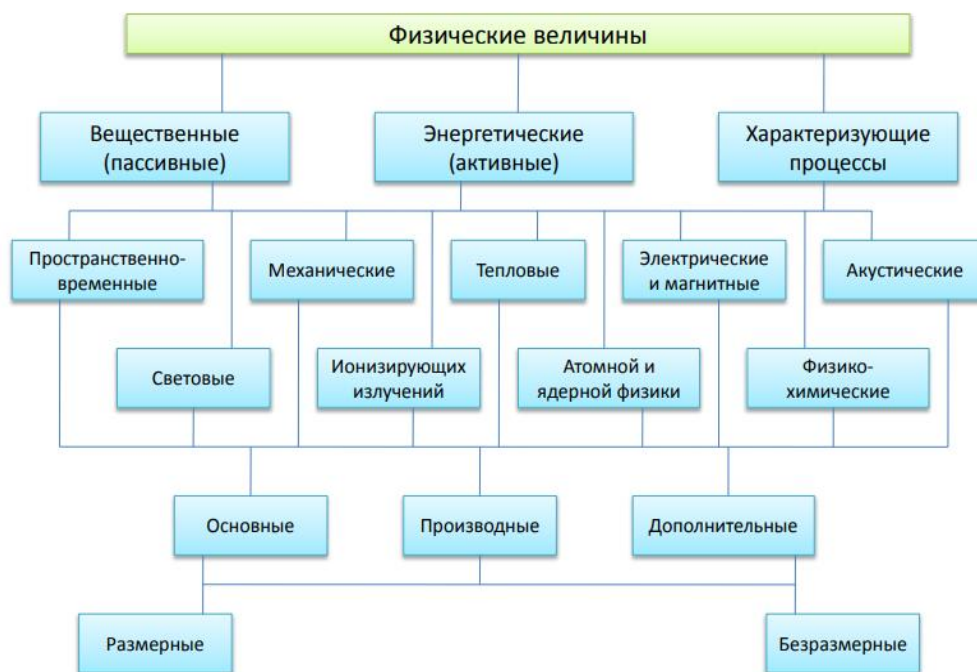 Физические величины
Вещественные
(пассивные)
Энергетические
(активные)
Характеризующие
процессы
Пространственно-
временные
Механические
Тепловые
Электрические
и магнитные
Акустические
Световые
Ионизирующих
излучений
Атомной и
ядерной физики
Физико-
химические
Основные
Производные
Дополнительные
Размерные
Безразмерные